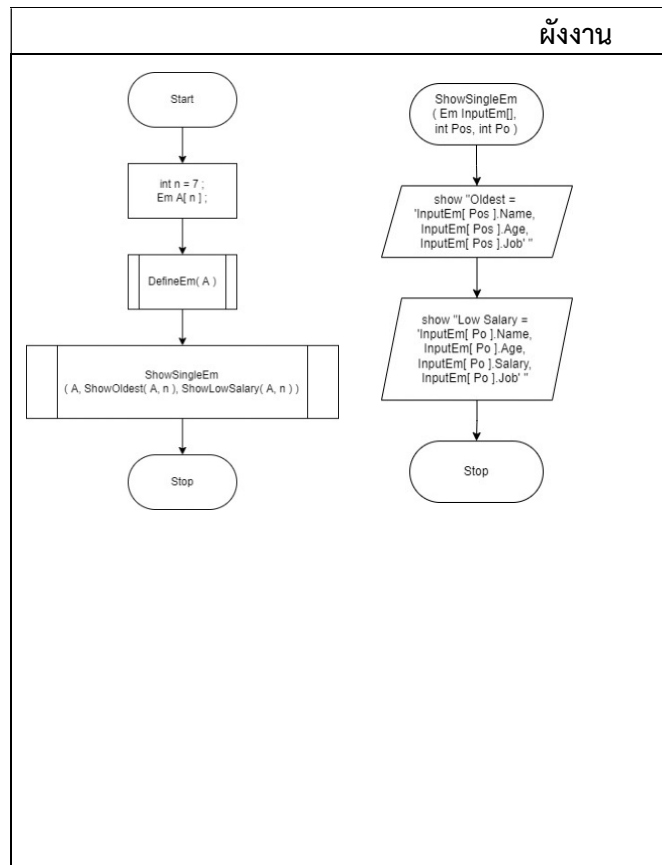 ผังงาน
Start
int n = 7 ;
Em A[ n ] ;
DefineEm( A )
ShowSingleEm
( A, ShowOldest( A, n ), ShowLowSalary( A, n ) )
Stop
ShowSingleEm
( Em InputEm[],
int Pos, int Po )
show "Oldest =
'InputEm[ Pos ].Name,
InputEm[ Pos ].Age,
InputEm[ Pos ].Job' "
show "Low Salary =
'InputEm[ Po ].Name,
InputEm[ Po ].Age,
InputEm[ Po ].Salary,
InputEm[ Po ].Job' "
Stop